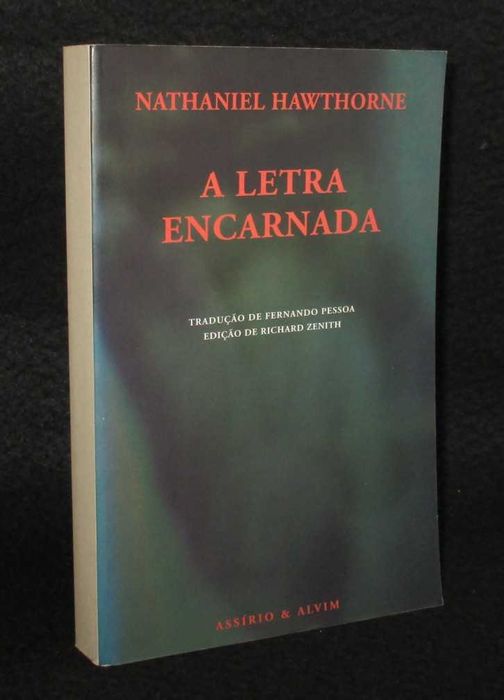 NATHANIEL HAWTHORNE
A LETRA
ENCARNADA
TRADUÇÃO DE FERNANDO PESSOA
EDIÇÃO DE RICHARD ZENITH
ASSÍRIO & ALVIM